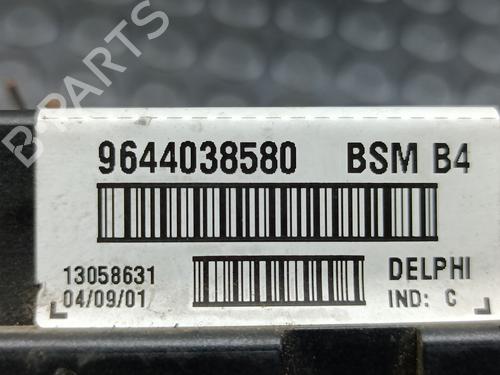 9644038580 BSM B4
13058631 DELPHI
04/09/01 IND: C
B-PARTS